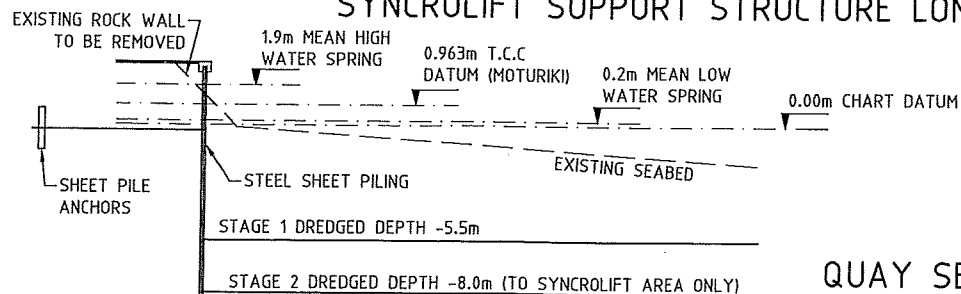 SYNCROLIFT SUPPORT STRUCTURE
EXISTING ROCK WALL
TO BE REMOVED
1.9m MEAN HIGH
WATER SPRING
0.963m T.C.C
DATUM (MOTURIKI)
0.2m MEAN LOW
WATER SPRING
0.00m CHART DATUM
EXISTING SEABED
SHEET PILE
ANCHORS
STEEL SHEET PILING
STAGE 1 DREDGED DEPTH -5.5m
STAGE 2 DREDGED DEPTH -8.0m (TO SYNCROLIFT AREA ONLY)
QUAY